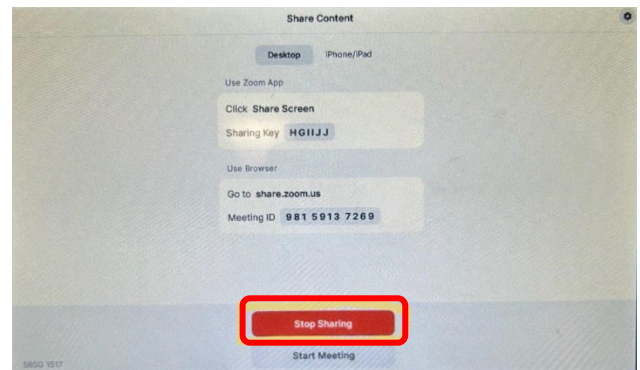 Share Content
Desktop iPhone/iPad
Use Zoom App
Click Share Screen
Sharing Key HGIIJJ
Use Browser
Go to share.zoom.us
Meeting ID 981 5913 7269
Stop Sharing
Start Meeting
SBSG 1517